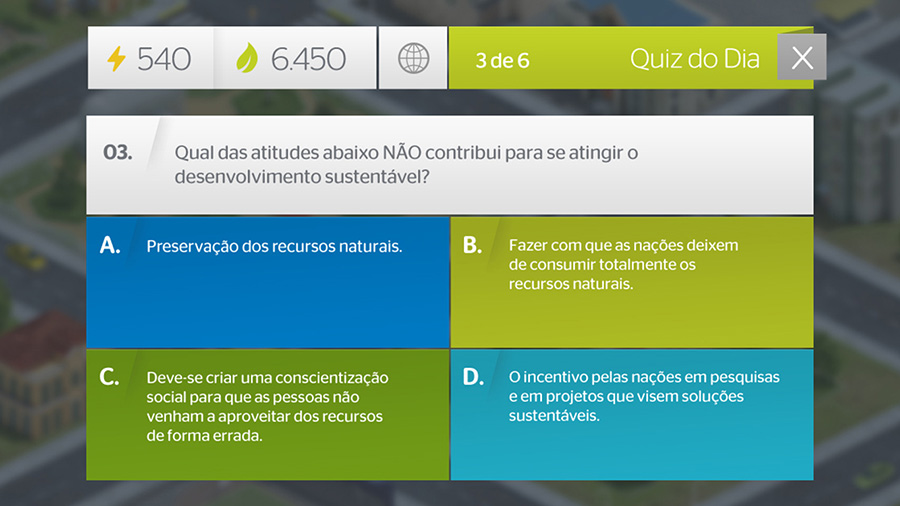 540
6.450
3 de 6
Quiz do Dia
X
03.
Qual das atitudes abaixo NÃO contribui para se atingir o
desenvolvimento sustentável?
A.
Preservação dos recursos naturais.
B.
Fazer com que as nações deixem
de consumir totalmente os
recursos naturais.
C.
Deve-se criar uma conscientização
social para que as pessoas não
venham a aproveitar dos recursos
de forma errada.
D.
O incentivo pelas nações em pesquisas
e em projetos que visem soluções
sustentáveis.